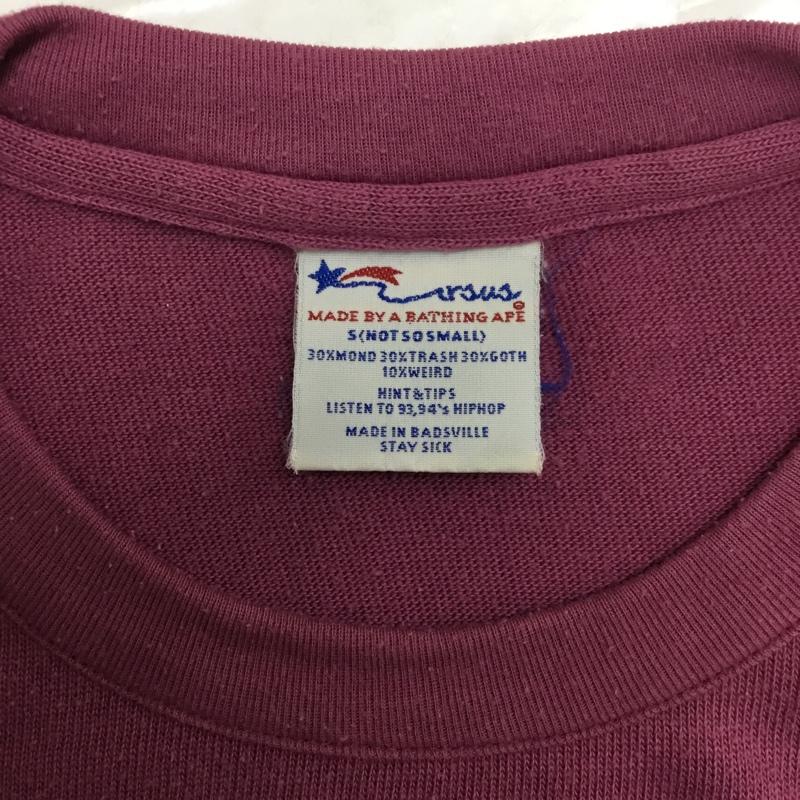 ursus
MADE BY A BATHING APE
S(NOT SO SMALL)
30%MOND 30%TRASH 30%GOTH
10%WEIRD
HINT&TIPS
LISTEN TO 93,94's HIPHOP
MADE IN BADSVILLE
STAY SICK